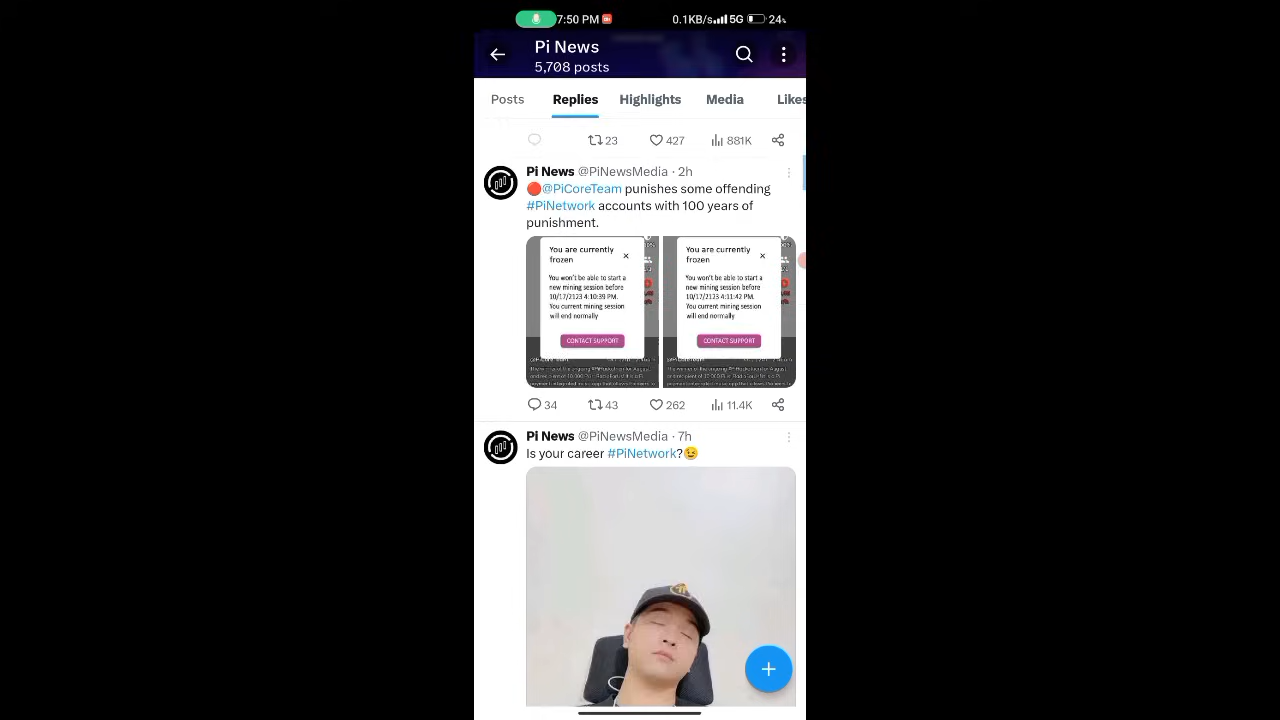 7:50 PM
0.1KB/s 5G 24%
Pi News
5,708 posts
Posts Replies Highlights Media Likes
23 427 881K
Pi News @PiNewsMedia · 2h
@PiCoreTeam punishes some offending
#PiNetwork accounts with 100 years of
punishment.
You are currently
frozen
You won't be able to start a
new mining session before
10/17/2123 4:10:39 PM.
You current mining session
will end normally
CONTACT SUPPORT
You are currently
frozen
You won't be able to start a
new mining session before
10/17/2123 4:11:42 PM.
You current mining session
will end normally
CONTACT SUPPORT
34 43 262 11.4K
Pi News @PiNewsMedia · 7h
Is your career #PiNetwork?😉